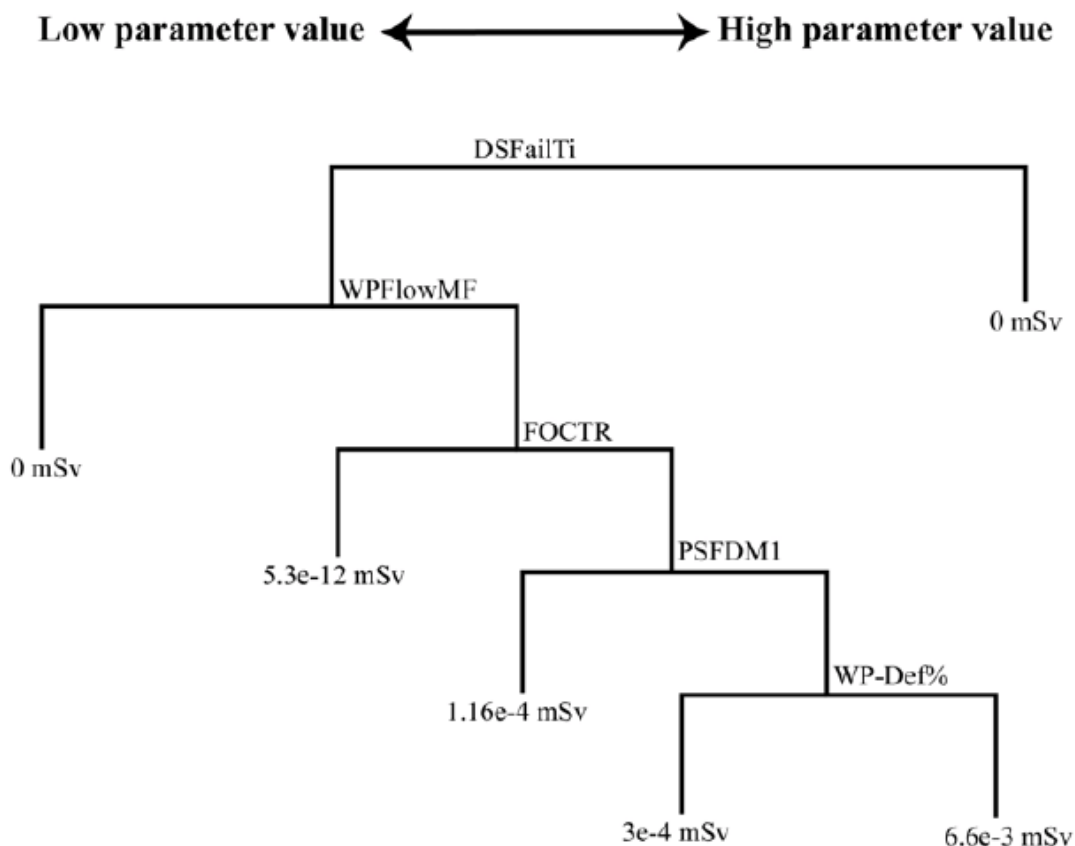 Low parameter value High parameter value
DSFailTi
WPFlowMF
0 mSv
FOCTR
0 mSv
PSFDM1
5.3e-12 mSv
WP-Def%
1.16e-4 mSv
3e-4 mSv 6.6e-3 mSv